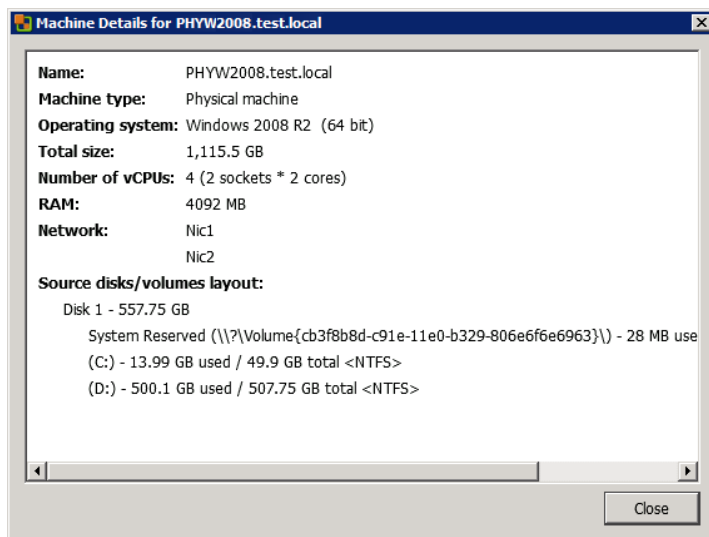 Machine Details for PHYW2008.test.local
Name: PHYW2008.test.local
Machine type: Physical machine
Operating system: Windows 2008 R2 (64 bit)
Total size: 1,115.5 GB
Number of vCPUs: 4 (2 sockets * 2 cores)
RAM: 4092 MB
Network: Nic1
Nic2
Source disks/volumes layout:
Disk 1 - 557.75 GB
System Reserved (\\?\Volume{cb3f8b8d-c91e-11e0-b329-806e6f6e6963}\) - 28 MB use
(C:) - 13.99 GB used / 49.9 GB total <NTFS>
(D:) - 500.1 GB used / 507.75 GB total <NTFS>
Close